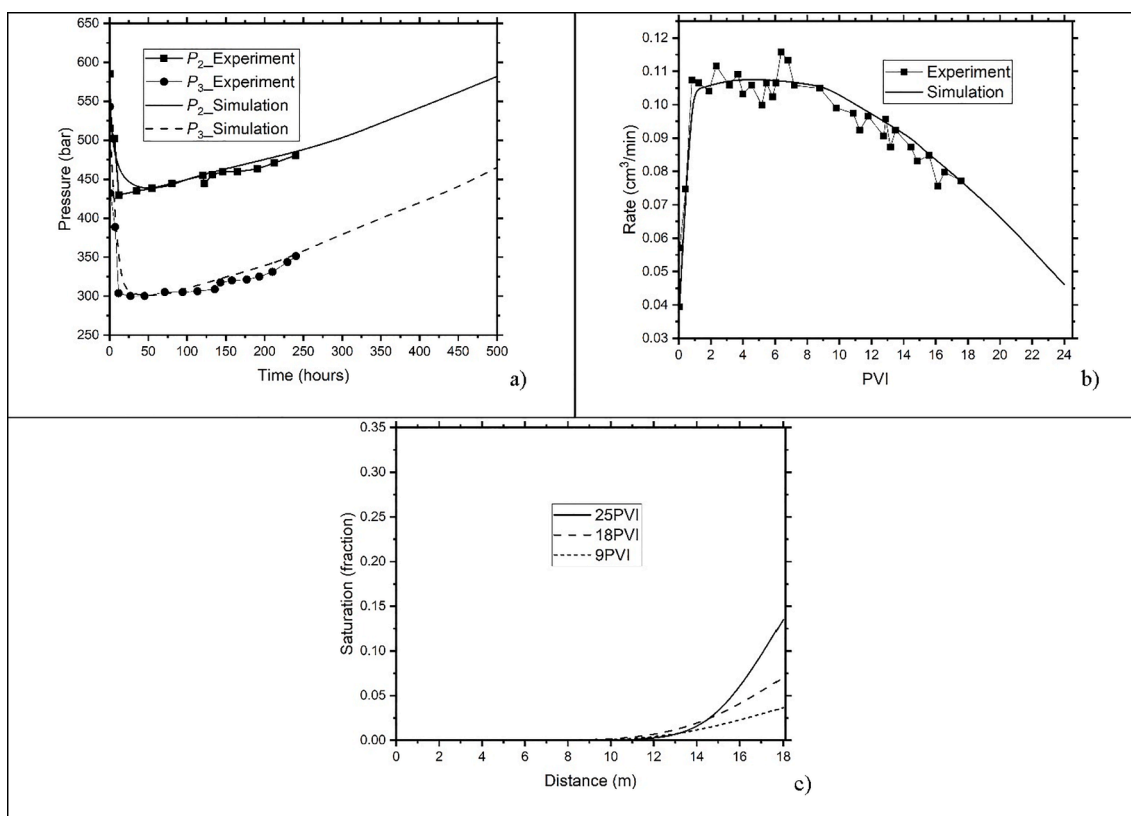 650
600
550
500
450
400
350
300
250
Pressure (bar)
P2_Experiment
P3_Experiment
P2_Simulation
P3_Simulation
0 50 100 150 200 250 300 350 400 450 500
Time (hours)
a)
0.12
0.11
0.10
0.09
0.08
0.07
0.06
0.05
0.04
0.03
Rate (cm³/min)
Experiment
Simulation
0 2 4 6 8 10 12 14 16 18 20 22 24
PVI
b)
0.35
0.30
0.25
0.20
0.15
0.10
0.05
0.00
Saturation (fraction)
25PVI
18PVI
9PVI
0 2 4 6 8 10 12 14 16 18
Distance (m)
c)